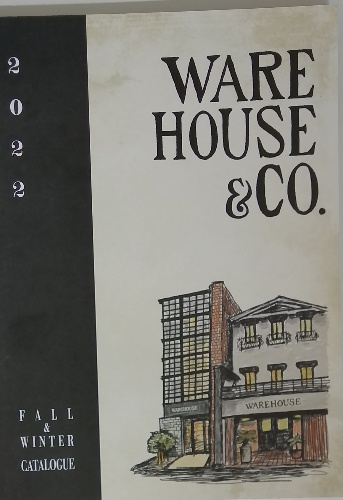 2
0
2
2
WARE
HOUSE
&CO.
WAREHOUSE
WAREHOUSE
FALL
&
WINTER
CATALOGUE